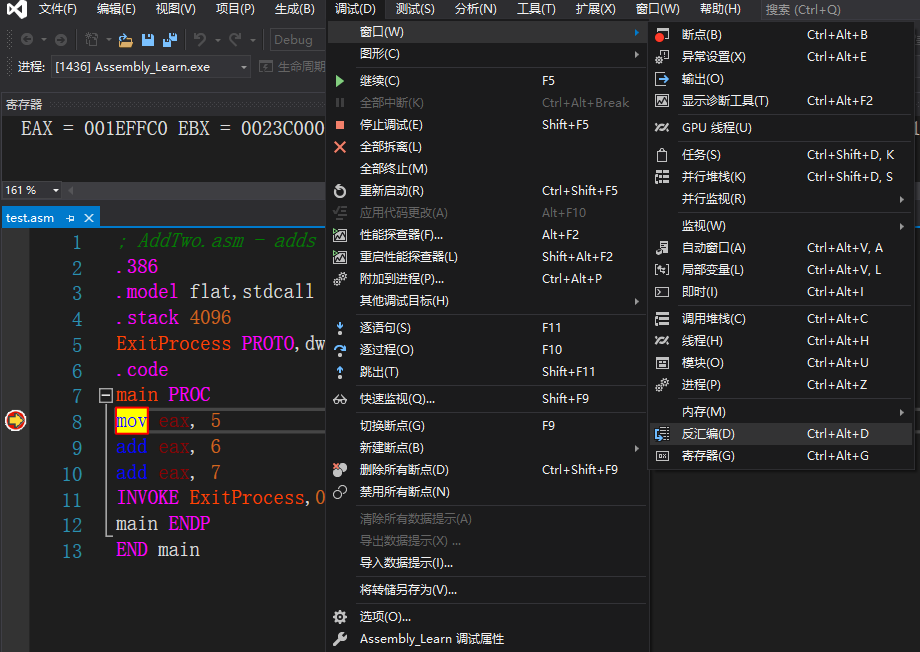 文件(F) 编辑(E) 视图(V) 项目(P) 生成(B) 调试(D) 测试(S) 分析(N) 工具(T) 扩展(X) 窗口(W) 帮助(H) 搜索 (Ctrl+Q)
Debug
进程: [1436] Assembly_Learn.exe 生命周期
寄存器
EAX = 001EFFC0 EBX = 0023C000
161 %
test.asm
1 ; AddTwo.asm - adds
2 .386
3 .model flat,stdcall
4 .stack 4096
5 ExitProcess PROTO,dw
6 .code
7 main PROC
8 mov eax, 5
9 add eax, 6
10 add eax, 7
11 INVOKE ExitProcess,0
12 main ENDP
13 END main
窗口(W)
图形(C)
继续(C) F5
全部中断(K) Ctrl+Alt+Break
停止调试(E) Shift+F5
全部拆离(L)
全部终止(M)
重新启动(R) Ctrl+Shift+F5
应用代码更改(A) Alt+F10
性能探查器(F)... Alt+F2
重启性能探查器(L) Shift+Alt+F2
附加到进程(P)... Ctrl+Alt+P
其他调试目标(H)
逐语句(S) F11
逐过程(O) F10
跳出(T) Shift+F11
快速监视(Q)... Shift+F9
切换断点(G) F9
新建断点(B)
删除所有断点(D) Ctrl+Shift+F9
禁用所有断点(N)
清除所有数据提示(A)
导出数据提示(X) ...
导入数据提示(I)...
将转储另存为(V)...
选项(O)...
Assembly_Learn 调试属性
断点(B) Ctrl+Alt+B
异常设置(X) Ctrl+Alt+E
输出(O)
显示诊断工具(T) Ctrl+Alt+F2
GPU 线程(U)
任务(S) Ctrl+Shift+D, K
并行堆栈(K) Ctrl+Shift+D, S
并行监视(R)
监视(W)
自动窗口(A) Ctrl+Alt+V, A
局部变量(L) Ctrl+Alt+V, L
即时(I) Ctrl+Alt+I
调用堆栈(C) Ctrl+Alt+C
线程(H) Ctrl+Alt+H
模块(O) Ctrl+Alt+U
进程(P) Ctrl+Alt+Z
内存(M)
反汇编(D) Ctrl+Alt+D
寄存器(G) Ctrl+Alt+G